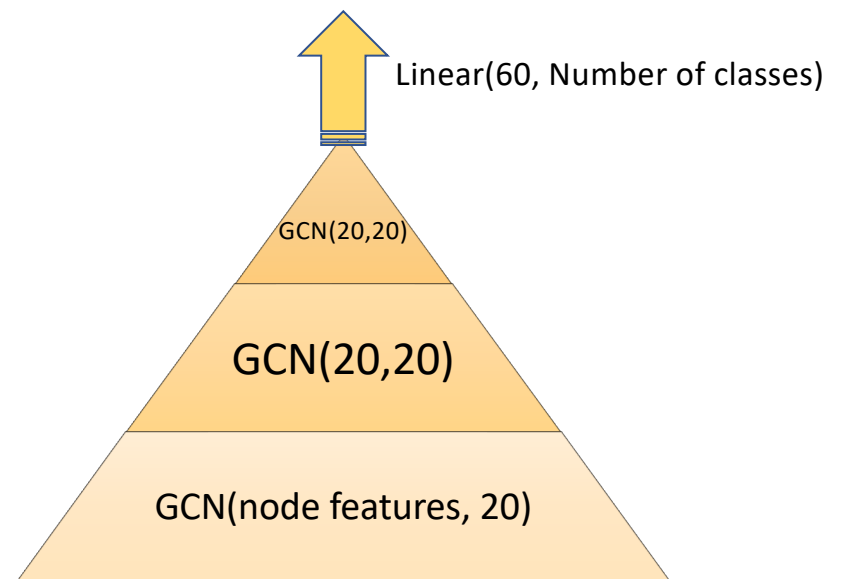 Linear(60, Number of classes)
GCN(20,20)
GCN(20,20)
GCN(node features, 20)